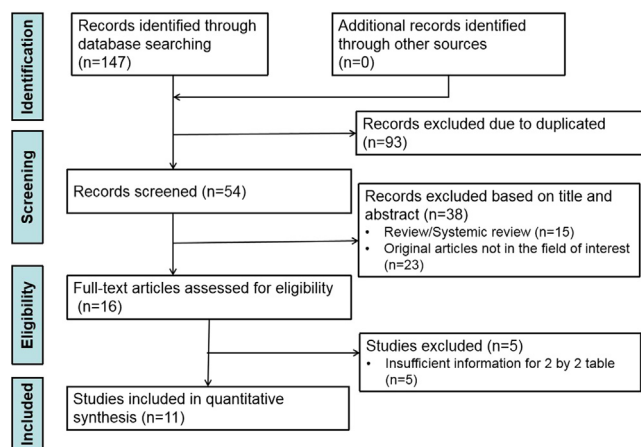 Identification
Records identified through
database searching
(n=147)
Additional records identified
through other sources
(n=0)
Records excluded due to duplicated
(n=93)
Screening
Records screened (n=54)
Records excluded based on title and
abstract (n=38)
• Review/Systemic review (n=15)
• Original articles not in the field of interest
(n=23)
Eligibility
Full-text articles assessed for eligibility
(n=16)
Studies excluded (n=5)
• Insufficient information for 2 by 2 table
(n=5)
Included
Studies included in quantitative
synthesis (n=11)